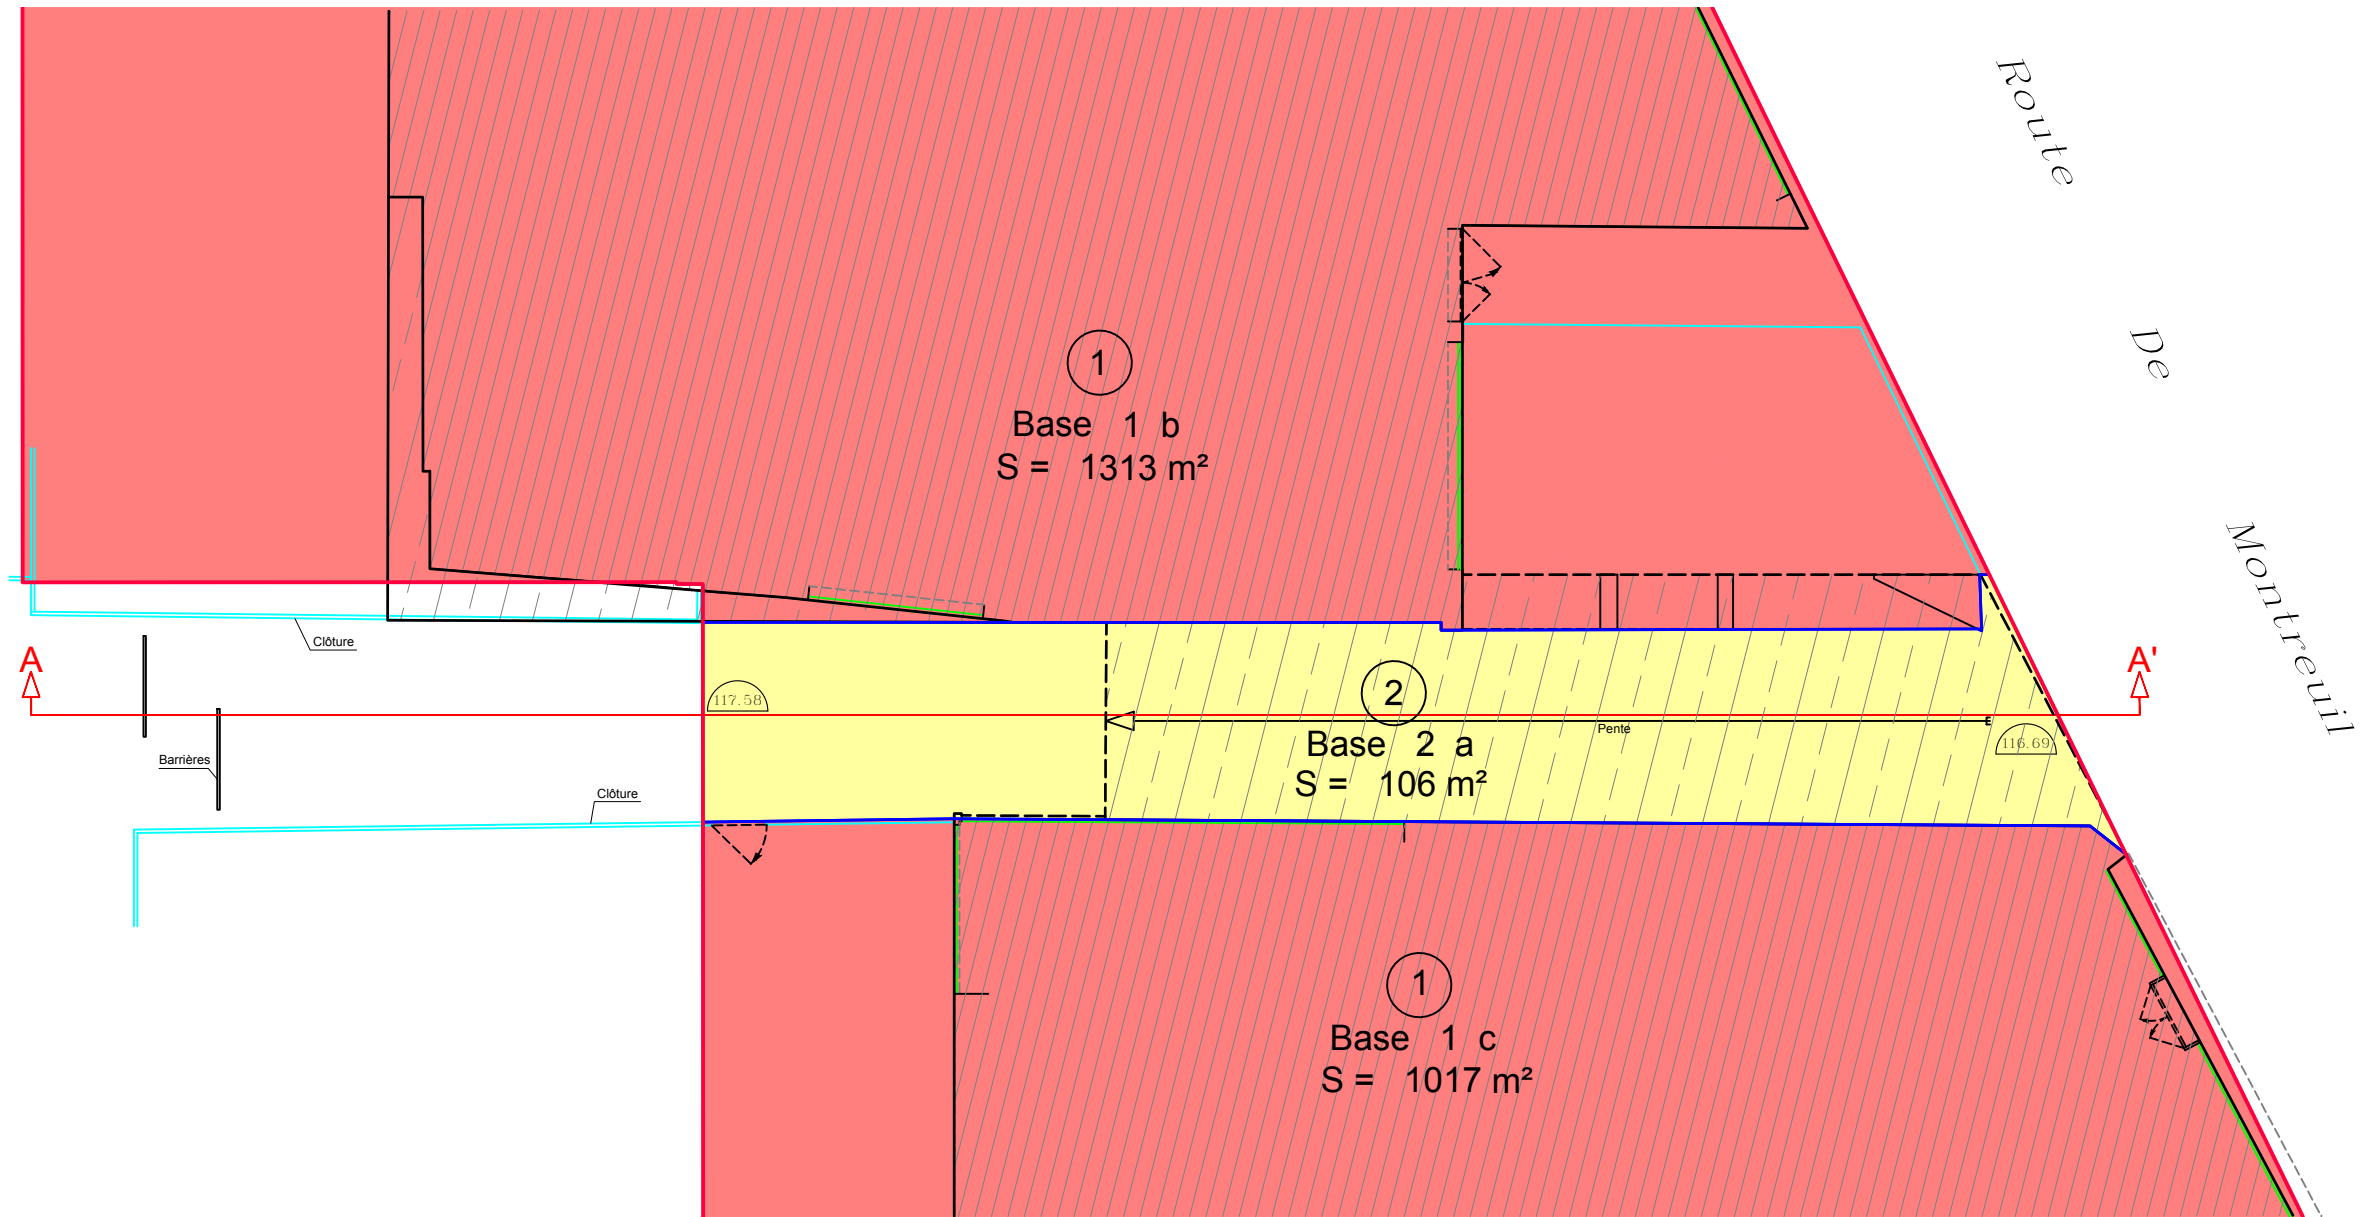 Route
De
Montreuil
1
Base 1 b
S = 1313 m²
Clôture
A
A'
117.58
2
Pente
Base 2 a
S = 106 m²
116.69
Barrières
Clôture
1
Base 1 c
S = 1017 m²